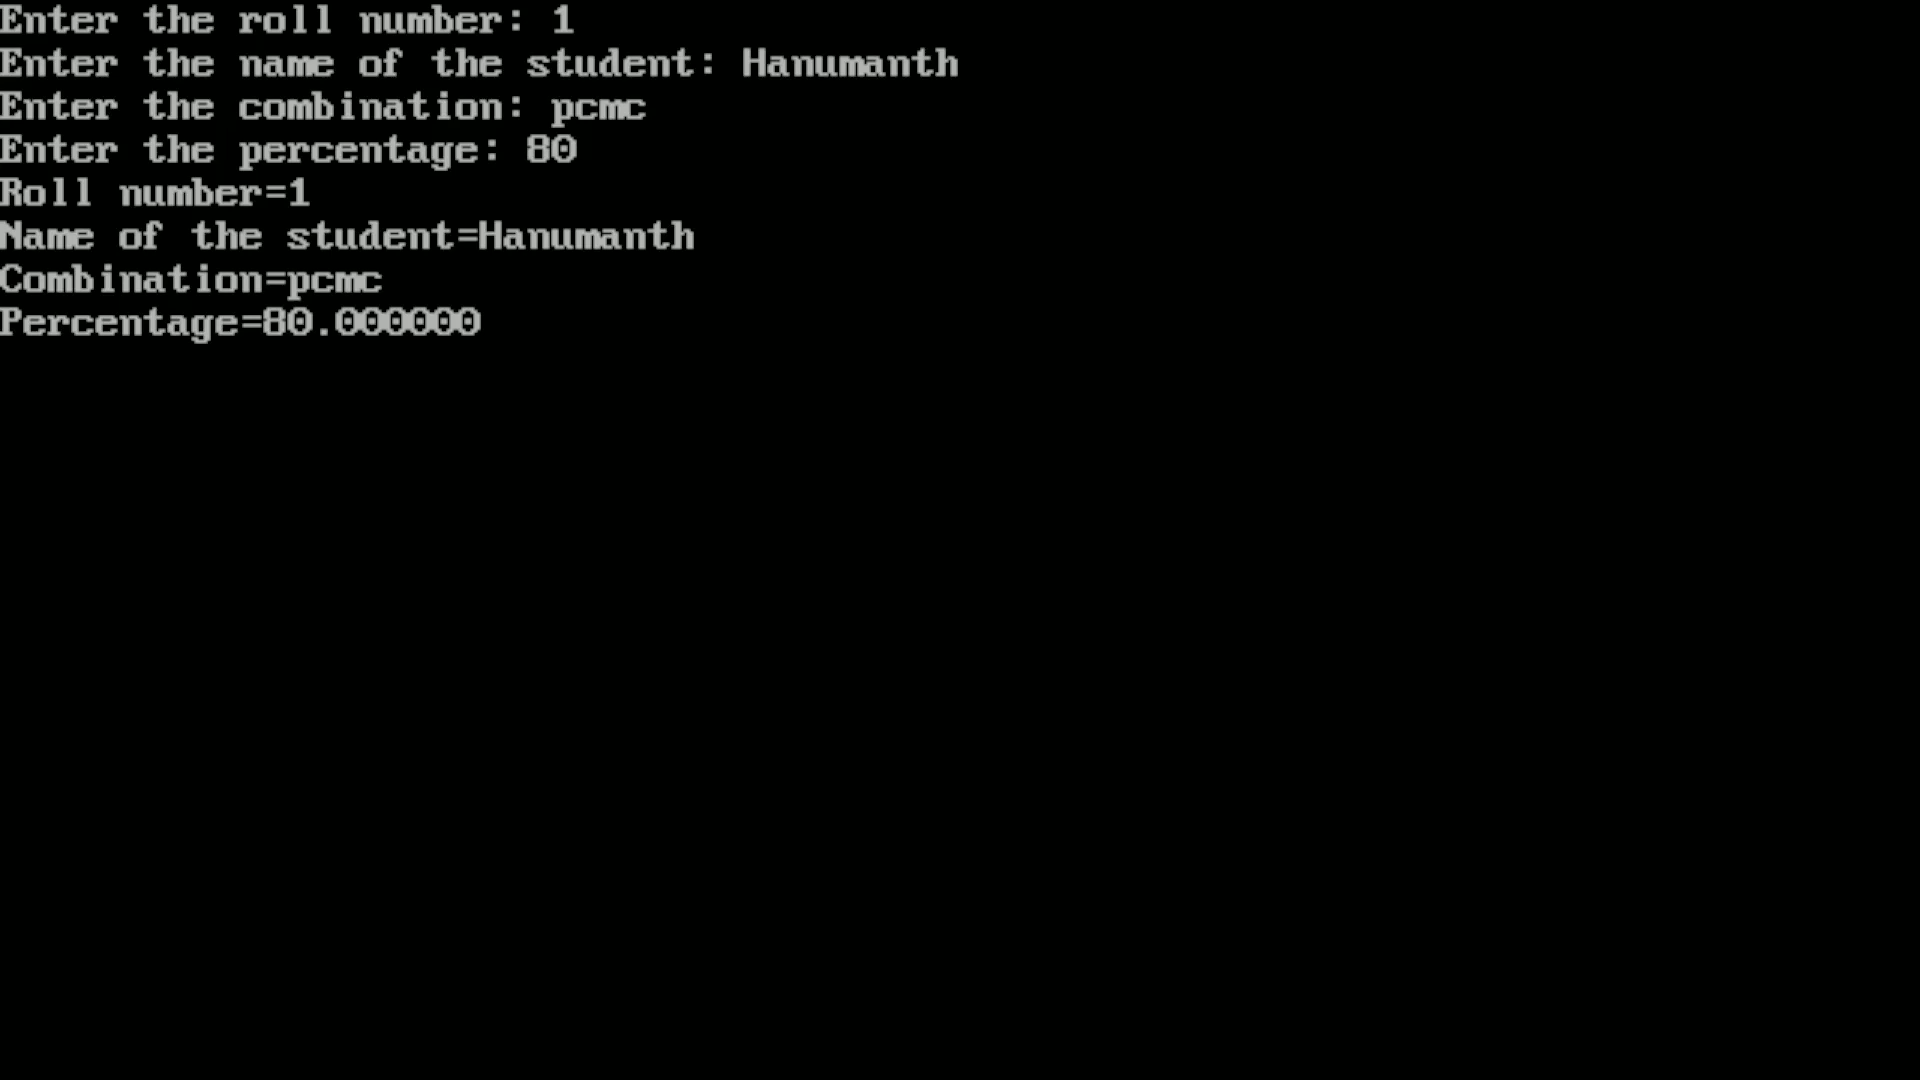 Enter the roll number: 1
Enter the name of the student: Hanumanth
Enter the combination: pcmc
Enter the percentage: 80
Roll number=1
Name of the student=Hanumanth
Combination=pcmc
Percentage=80.000000